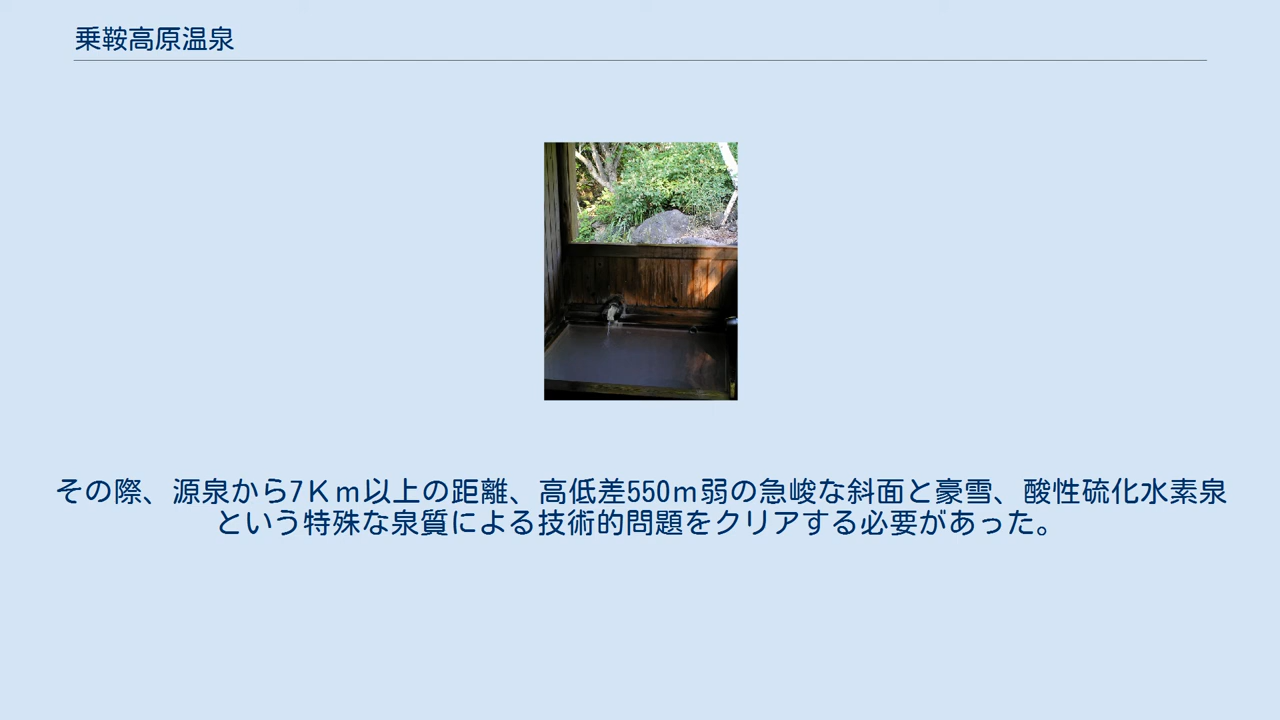 乗鞍高原温泉
その際、源泉から7Ｋｍ以上の距離、高低差550ｍ弱の急峻な斜面と豪雪、酸性硫化水素泉
という特殊な泉質による技術的問題をクリアする必要があった。